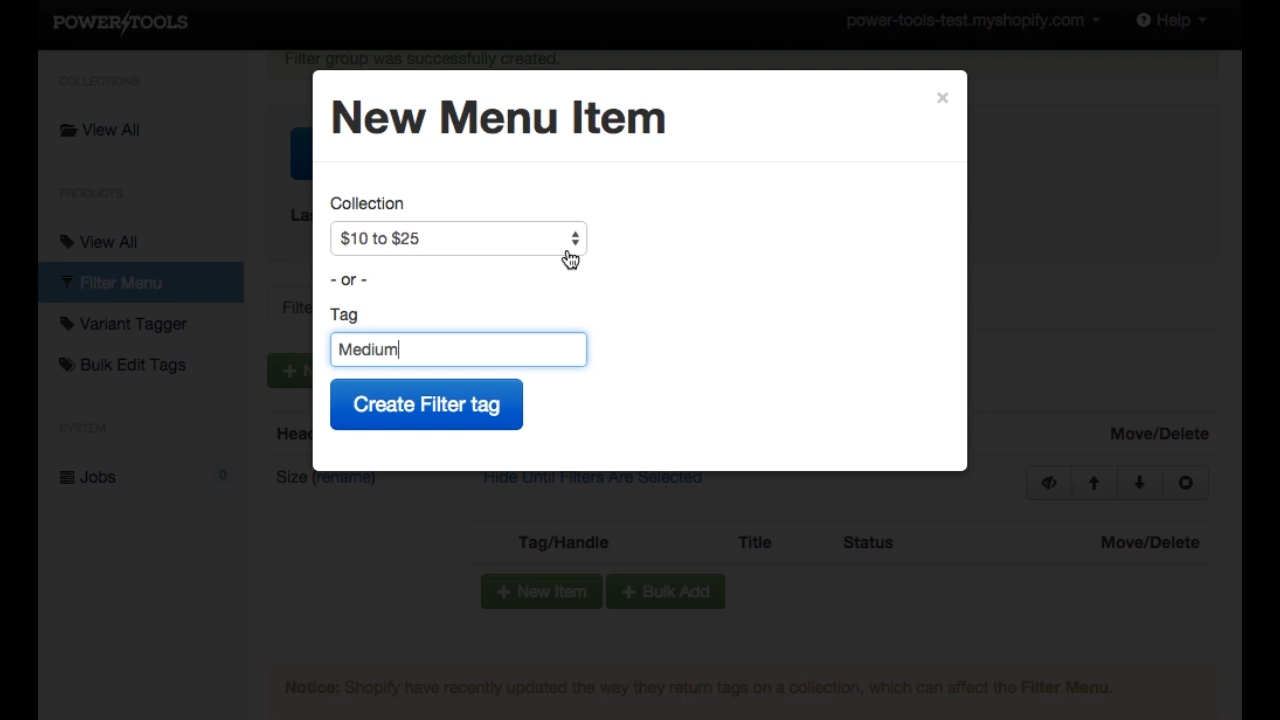 POWER TOOLS
power-tools-test.myshopify.com
Help
Filter group was successfully created.
COLLECTIONS
View All
PRODUCTS
View All
Filter Menu
Variant Tagger
Bulk Edit Tags
SYSTEM
Jobs
0
New Menu Item
×
Collection
$10 to $25
- or -
Tag
Medium
Create Filter tag
Move/Delete
Size (rename)
Hide Until Filters Are Selected
Tag/Handle Title Status Move/Delete
+ New Item + Bulk Add
Notice: Shopify have recently updated the way they return tags on a collection, which can affect the Filter Menu.